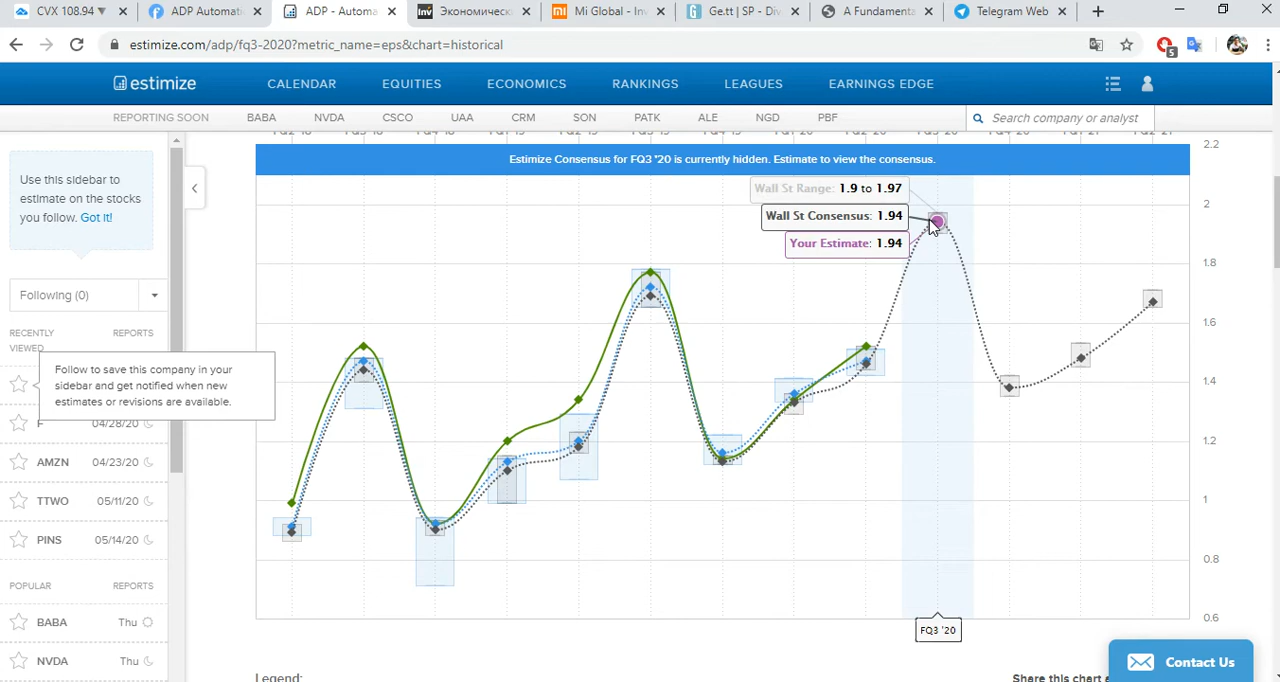 CVX 108.94 ▼
ADP Automati
ADP - Automa
Экономическ
Mi Global - In
Ge.tt | SP - Div
A Fundamenta
Telegram Web
estimize.com/adp/fq3-2020?metric_name=eps&chart=historical
5
estimize
CALENDAR
EQUITIES
ECONOMICS
RANKINGS
LEAGUES
EARNINGS EDGE
REPORTING SOON
BABA
NVDA
CSCO
UAA
CRM
SON
PATK
ALE
NGD
PBF
Search company or analyst
Estimize Consensus for FQ3 '20 is currently hidden. Estimate to view the consensus.
Wall St Range: 1.9 to 1.97
Wall St Consensus: 1.94
Your Estimate: 1.94
2.2
2
1.8
1.6
1.4
1.2
1
0.8
0.6
FQ3 '20
Use this sidebar to
estimate on the stocks
you follow. Got it!
Following (0)
RECENTLY
VIEWED
REPORTS
Follow to save this company in your
sidebar and get notified when new
estimates or revisions are available.
F 04/28/20
AMZN 04/23/20
TTWO 05/11/20
PINS 05/14/20
POPULAR REPORTS
BABA Thu
NVDA Thu
Legend:
Share this chart
Contact Us